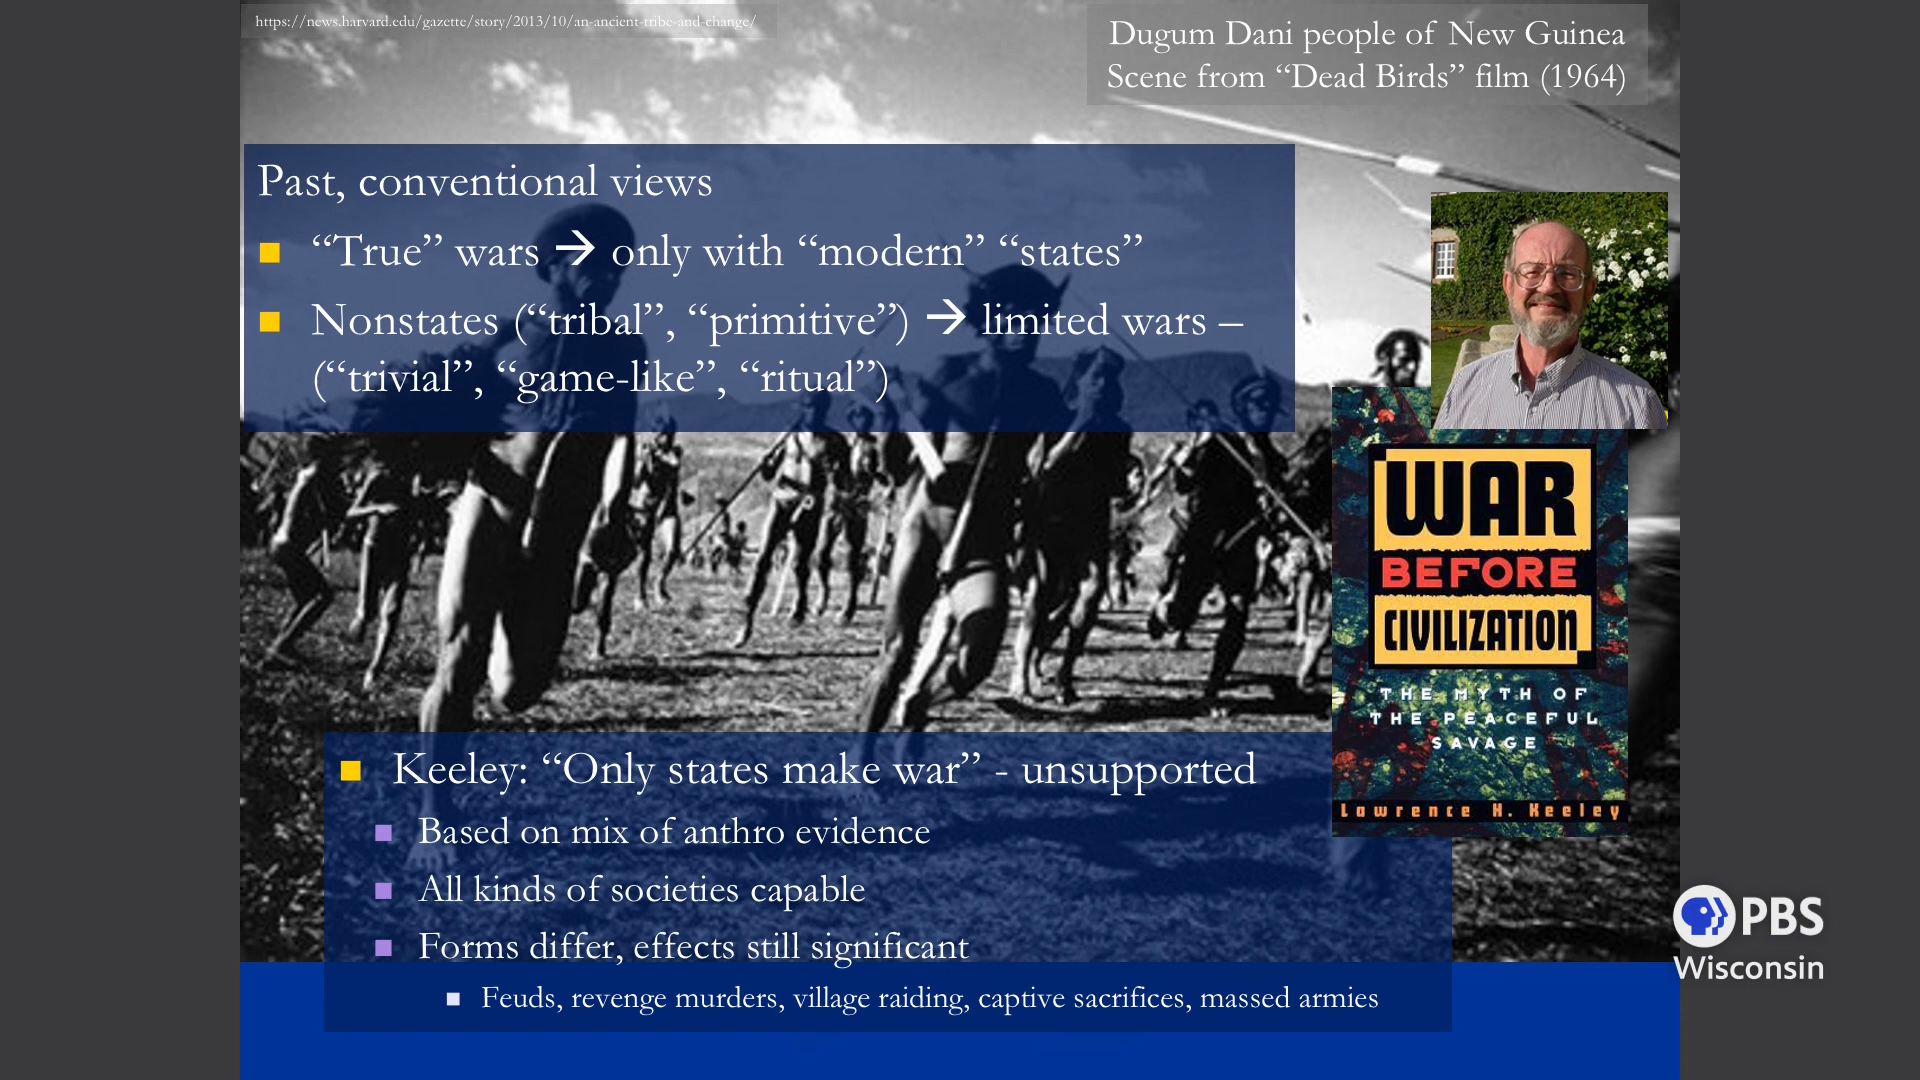 https://news.harvard.edu/gazette/story/2013/10/an-ancient-tribe-and-change/
Dugum Dani people of New Guinea
Scene from “Dead Birds” film (1964)
Past, conventional views
“True” wars → only with “modern” “states”
Nonstates (“tribal”, “primitive”) → limited wars –
(“trivial”, “game-like”, “ritual”)
WAR
BEFORE
CIVILIZATION
THE MYTH OF
THE PEACEFUL
SAVAGE
Lawrence H. Keeley
Keeley: “Only states make war” - unsupported
Based on mix of anthro evidence
All kinds of societies capable
Forms differ, effects still significant
Feuds, revenge murders, village raiding, captive sacrifices, massed armies
PBS
Wisconsin